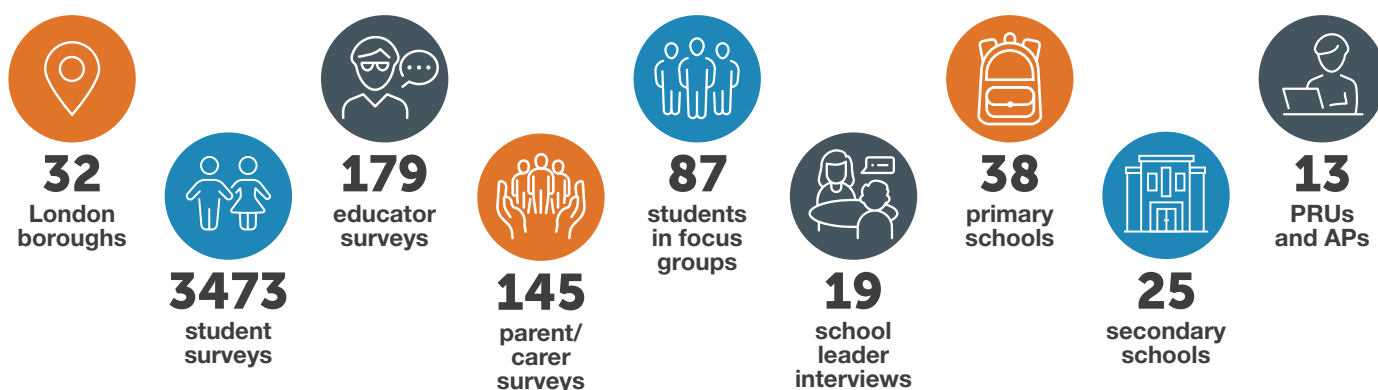 32
London
boroughs
3473
student
surveys
179
educator
surveys
145
parent/
carer
surveys
87
students
in focus
groups
19
school
leader
interviews
38
primary
schools
25
secondary
schools
13
PRUs
and APs